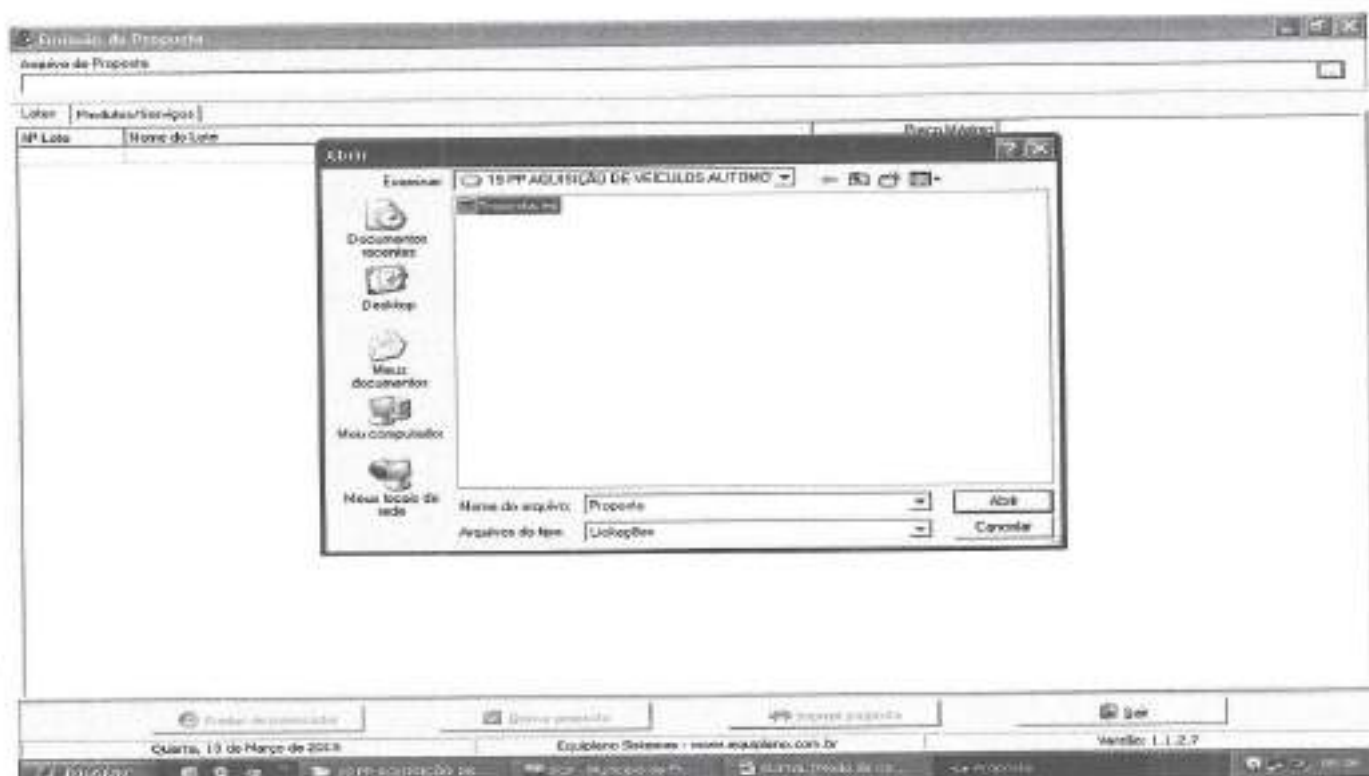 Emissão de Proposta
Arquivo de Proposta
Lotes Produtos/Serviços
Nº Lote Nome do Lote Preço Máximo
Abrir
Examinar: 19 PP AQUISIÇÃO DE VEÍCULOS AUTOMO
Documentos recentes
Desktop
Meus documentos
Meu computador
Meus locais de rede
Nome do arquivo: Proposta Abrir
Arquivos do tipo: Licitações Cancelar
Sair
Quarta, 13 de Março de Equiplano Sistemas - www.equiplano.com.br Versão: 1.1.2.7